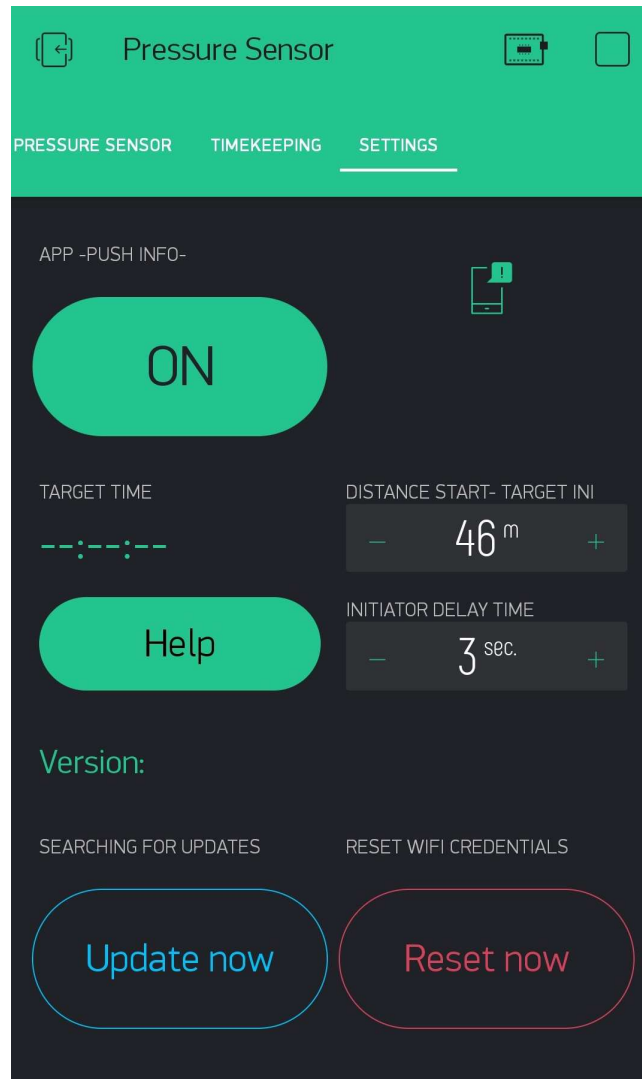 Pressure Sensor
PRESSURE SENSOR TIMEKEEPING SETTINGS
APP -PUSH INFO-
!
ON
TARGET TIME
--:--:--
DISTANCE START- TARGET INI
− 46 m +
Help
INITIATOR DELAY TIME
− 3 sec. +
Version:
SEARCHING FOR UPDATES
RESET WIFI CREDENTIALS
Update now
Reset now